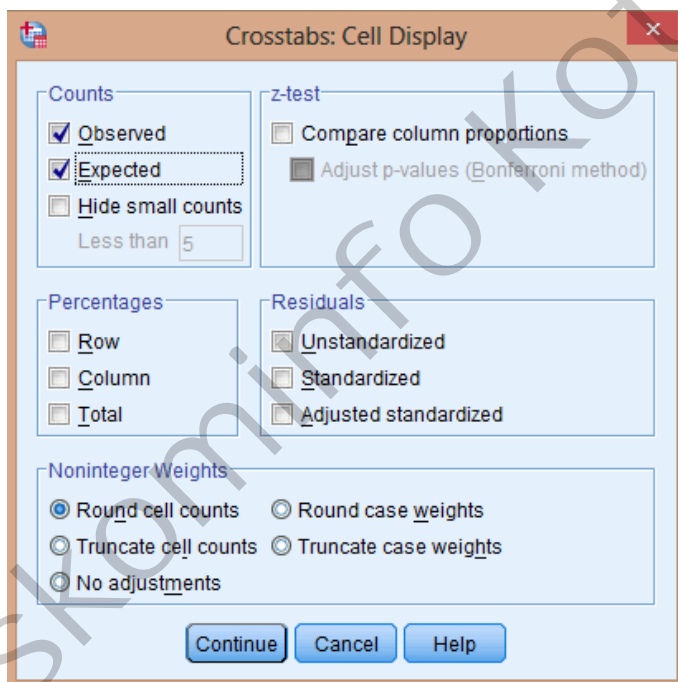 Crosstabs: Cell Display
Counts
Observed
Expected
Hide small counts
Less than 5
z-test
Compare column proportions
Adjust p-values (Bonferroni method)
Percentages
Row
Column
Total
Residuals
Unstandardized
Standardized
Adjusted standardized
Noninteger Weights
Round cell counts
Round case weights
Truncate cell counts
Truncate case weights
No adjustments
Continue
Cancel
Help
skominfo Kot